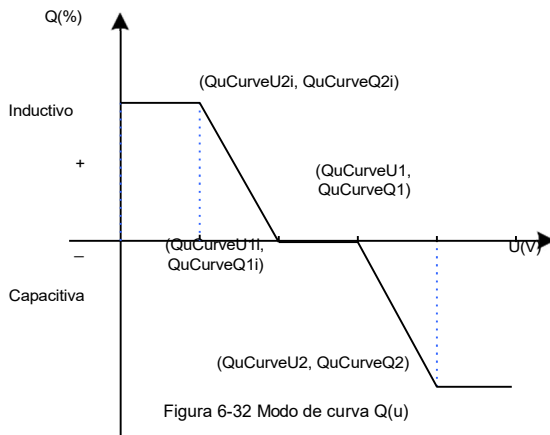 Q(%)
(QuCurveU2i, QuCurveQ2i)
Inductivo
+
(QuCurveU1,
QuCurveQ1)
(QuCurveU1i,
QuCurveQ1i)
U(V)
_
Capacitiva
(QuCurveU2, QuCurveQ2)
Figura 6-32 Modo de curva Q(u)